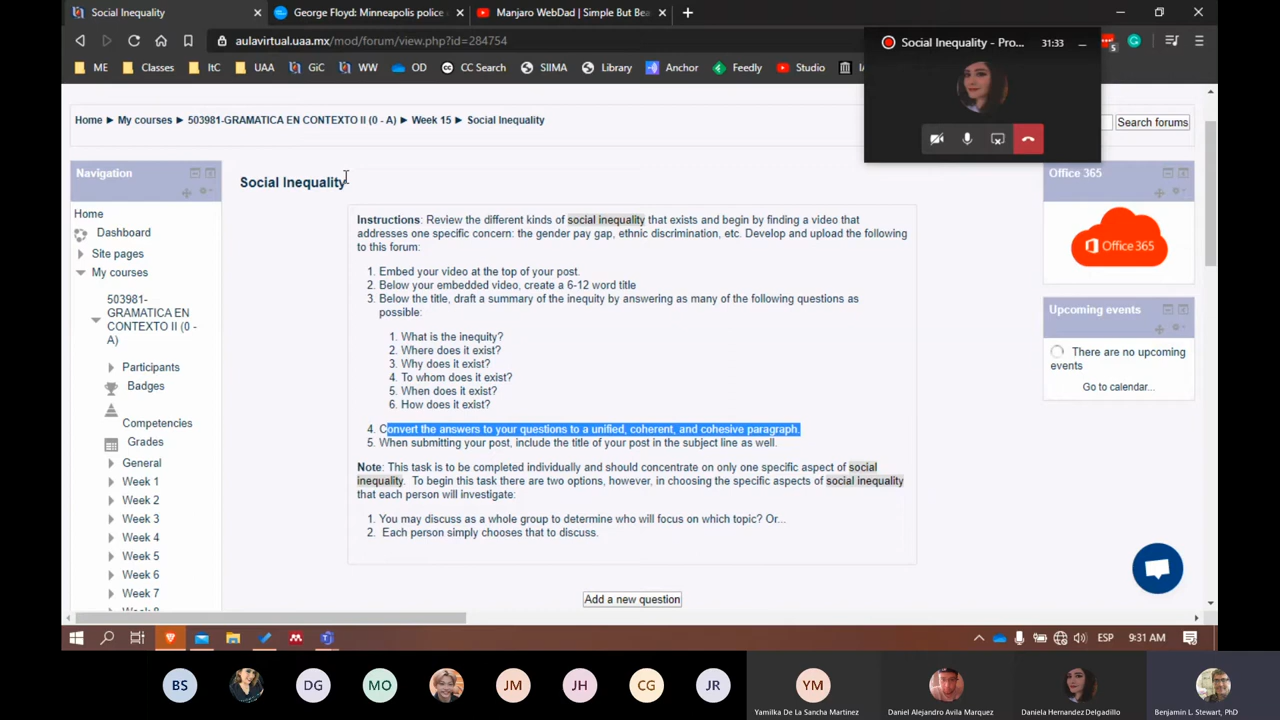 Social Inequality
George Floyd: Minneapolis police
Manjaro WebDad | Simple But Bea
aulavirtual.uaa.mx/mod/forum/view.php?id=284754
Social Inequality - Pro...
31:33
5
ME
Classes
ItC
UAA
GiC
WW
OD
CC Search
SIIMA
Library
Anchor
Feedly
Studio
Home
My courses
503981-GRAMATICA EN CONTEXTO II (0 - A)
Week 15
Social Inequality
Search forums
Navigation
Home
Dashboard
Site pages
My courses
503981-
GRAMATICA EN
CONTEXTO II (0 -
A)
Participants
Badges
Competencies
Grades
General
Week 1
Week 2
Week 3
Week 4
Week 5
Week 6
Week 7
Week 8
Social Inequality
Instructions: Review the different kinds of social inequality that exists and begin by finding a video that
addresses one specific concern: the gender pay gap, ethnic discrimination, etc. Develop and upload the following
to this forum:
1. Embed your video at the top of your post.
2. Below your embedded video, create a 6-12 word title
3. Below the title, draft a summary of the inequity by answering as many of the following questions as
possible:
1. What is the inequity?
2. Where does it exist?
3. Why does it exist?
4. To whom does it exist?
5. When does it exist?
6. How does it exist?
4. Convert the answers to your questions to a unified, coherent, and cohesive paragraph.
5. When submitting your post, include the title of your post in the subject line as well.
Note: This task is to be completed individually and should concentrate on only one specific aspect of social
inequality. To begin this task there are two options, however, in choosing the specific aspects of social inequality
that each person will investigate:
1. You may discuss as a whole group to determine who will focus on which topic? Or...
2. Each person simply chooses that to discuss.
Add a new question
Office 365
Office 365
Upcoming events
There are no upcoming
events
Go to calendar...
ESP
9:31 AM
BS
DG
MO
JM
JH
CG
JR
YM
Yamilka De La Sancha Martinez
Daniel Alejandro Avila Marquez
Daniela Hernandez Delgadillo
Benjamin L. Stewart, PhD